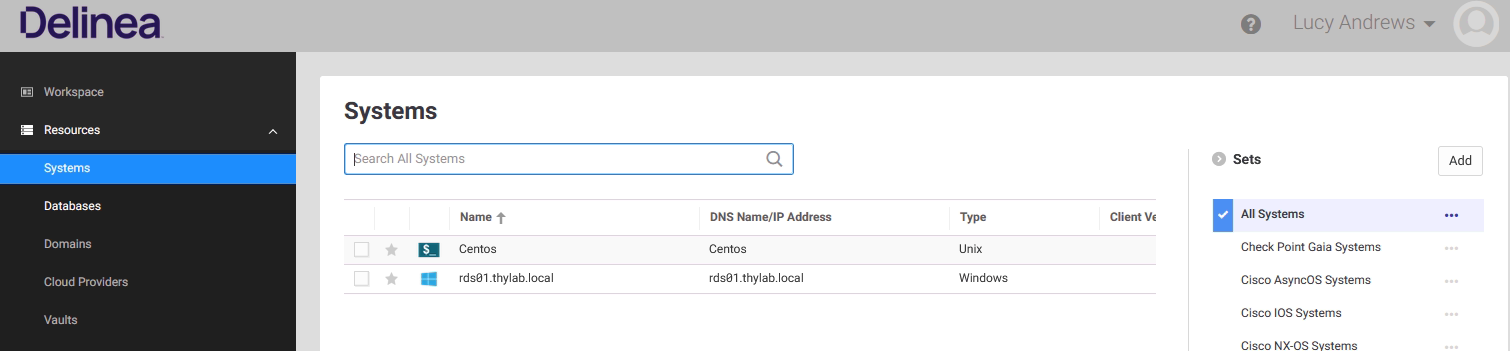 Delinea
? Lucy Andrews
Workspace
Resources
Systems
Databases
Domains
Cloud Providers
Vaults
Systems
Search All Systems
Name DNS Name/IP Address Type Client Ve
$_ Centos Centos Unix
rds01.thylab.local rds01.thylab.local Windows
Sets Add
All Systems
Check Point Gaia Systems
Cisco AsyncOS Systems
Cisco IOS Systems
Cisco NX-OS Systems